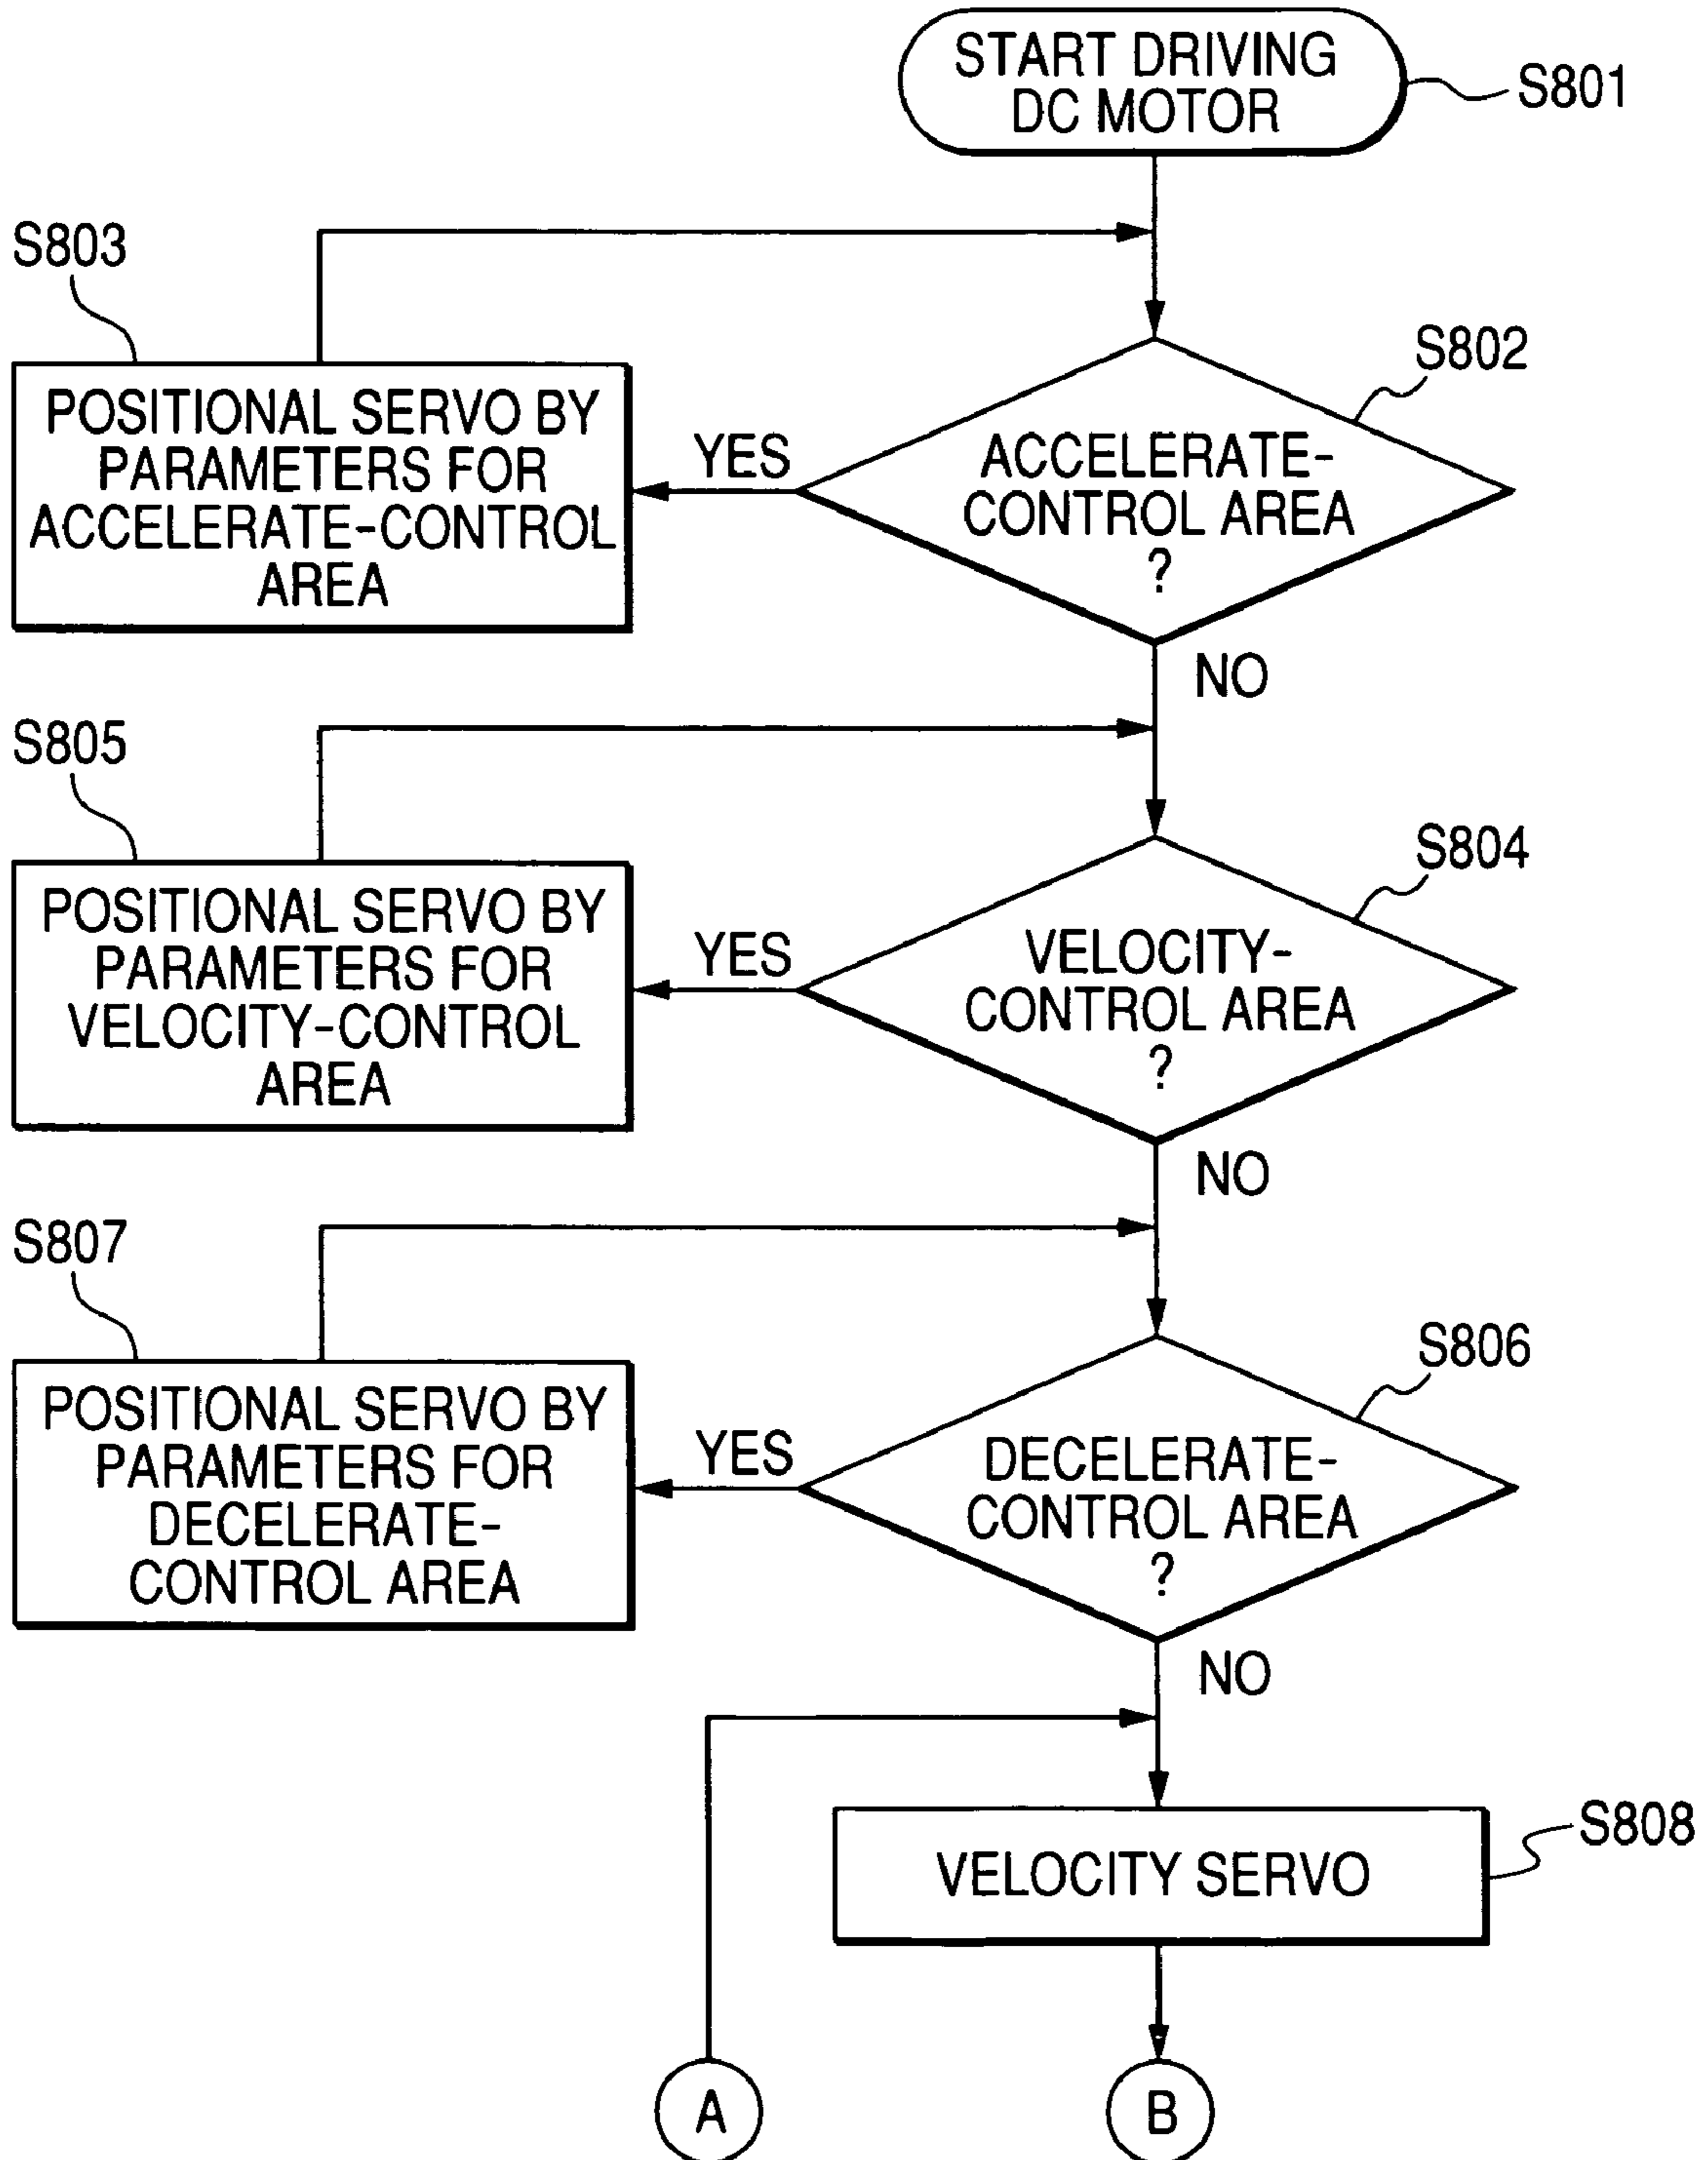 START DRIVING
DC MOTOR
S801
S803
S802
POSITIONAL SERVO BY
PARAMETERS FOR
ACCELERATE-CONTROL
AREA
YES
ACCELERATE-
CONTROL AREA
?
NO
S805
S804
POSITIONAL SERVO BY
PARAMETERS FOR
VELOCITY-CONTROL
AREA
YES
VELOCITY-
CONTROL AREA
?
NO
S807
S806
POSITIONAL SERVO BY
PARAMETERS FOR
DECELERATE-
CONTROL AREA
YES
DECELERATE-
CONTROL AREA
?
NO
S808
VELOCITY SERVO
A
B